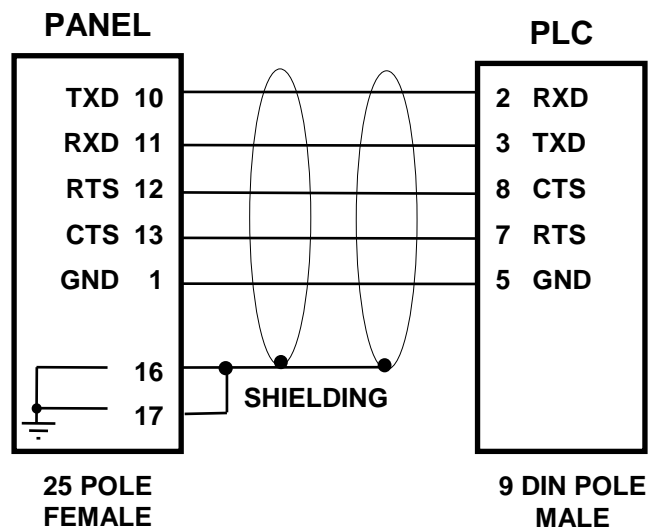 PANEL
PLC
TXD 10
2 RXD
RXD 11
3 TXD
RTS 12
8 CTS
CTS 13
7 RTS
GND 1
5 GND
16
17
SHIELDING
25 POLE
FEMALE
9 DIN POLE
MALE